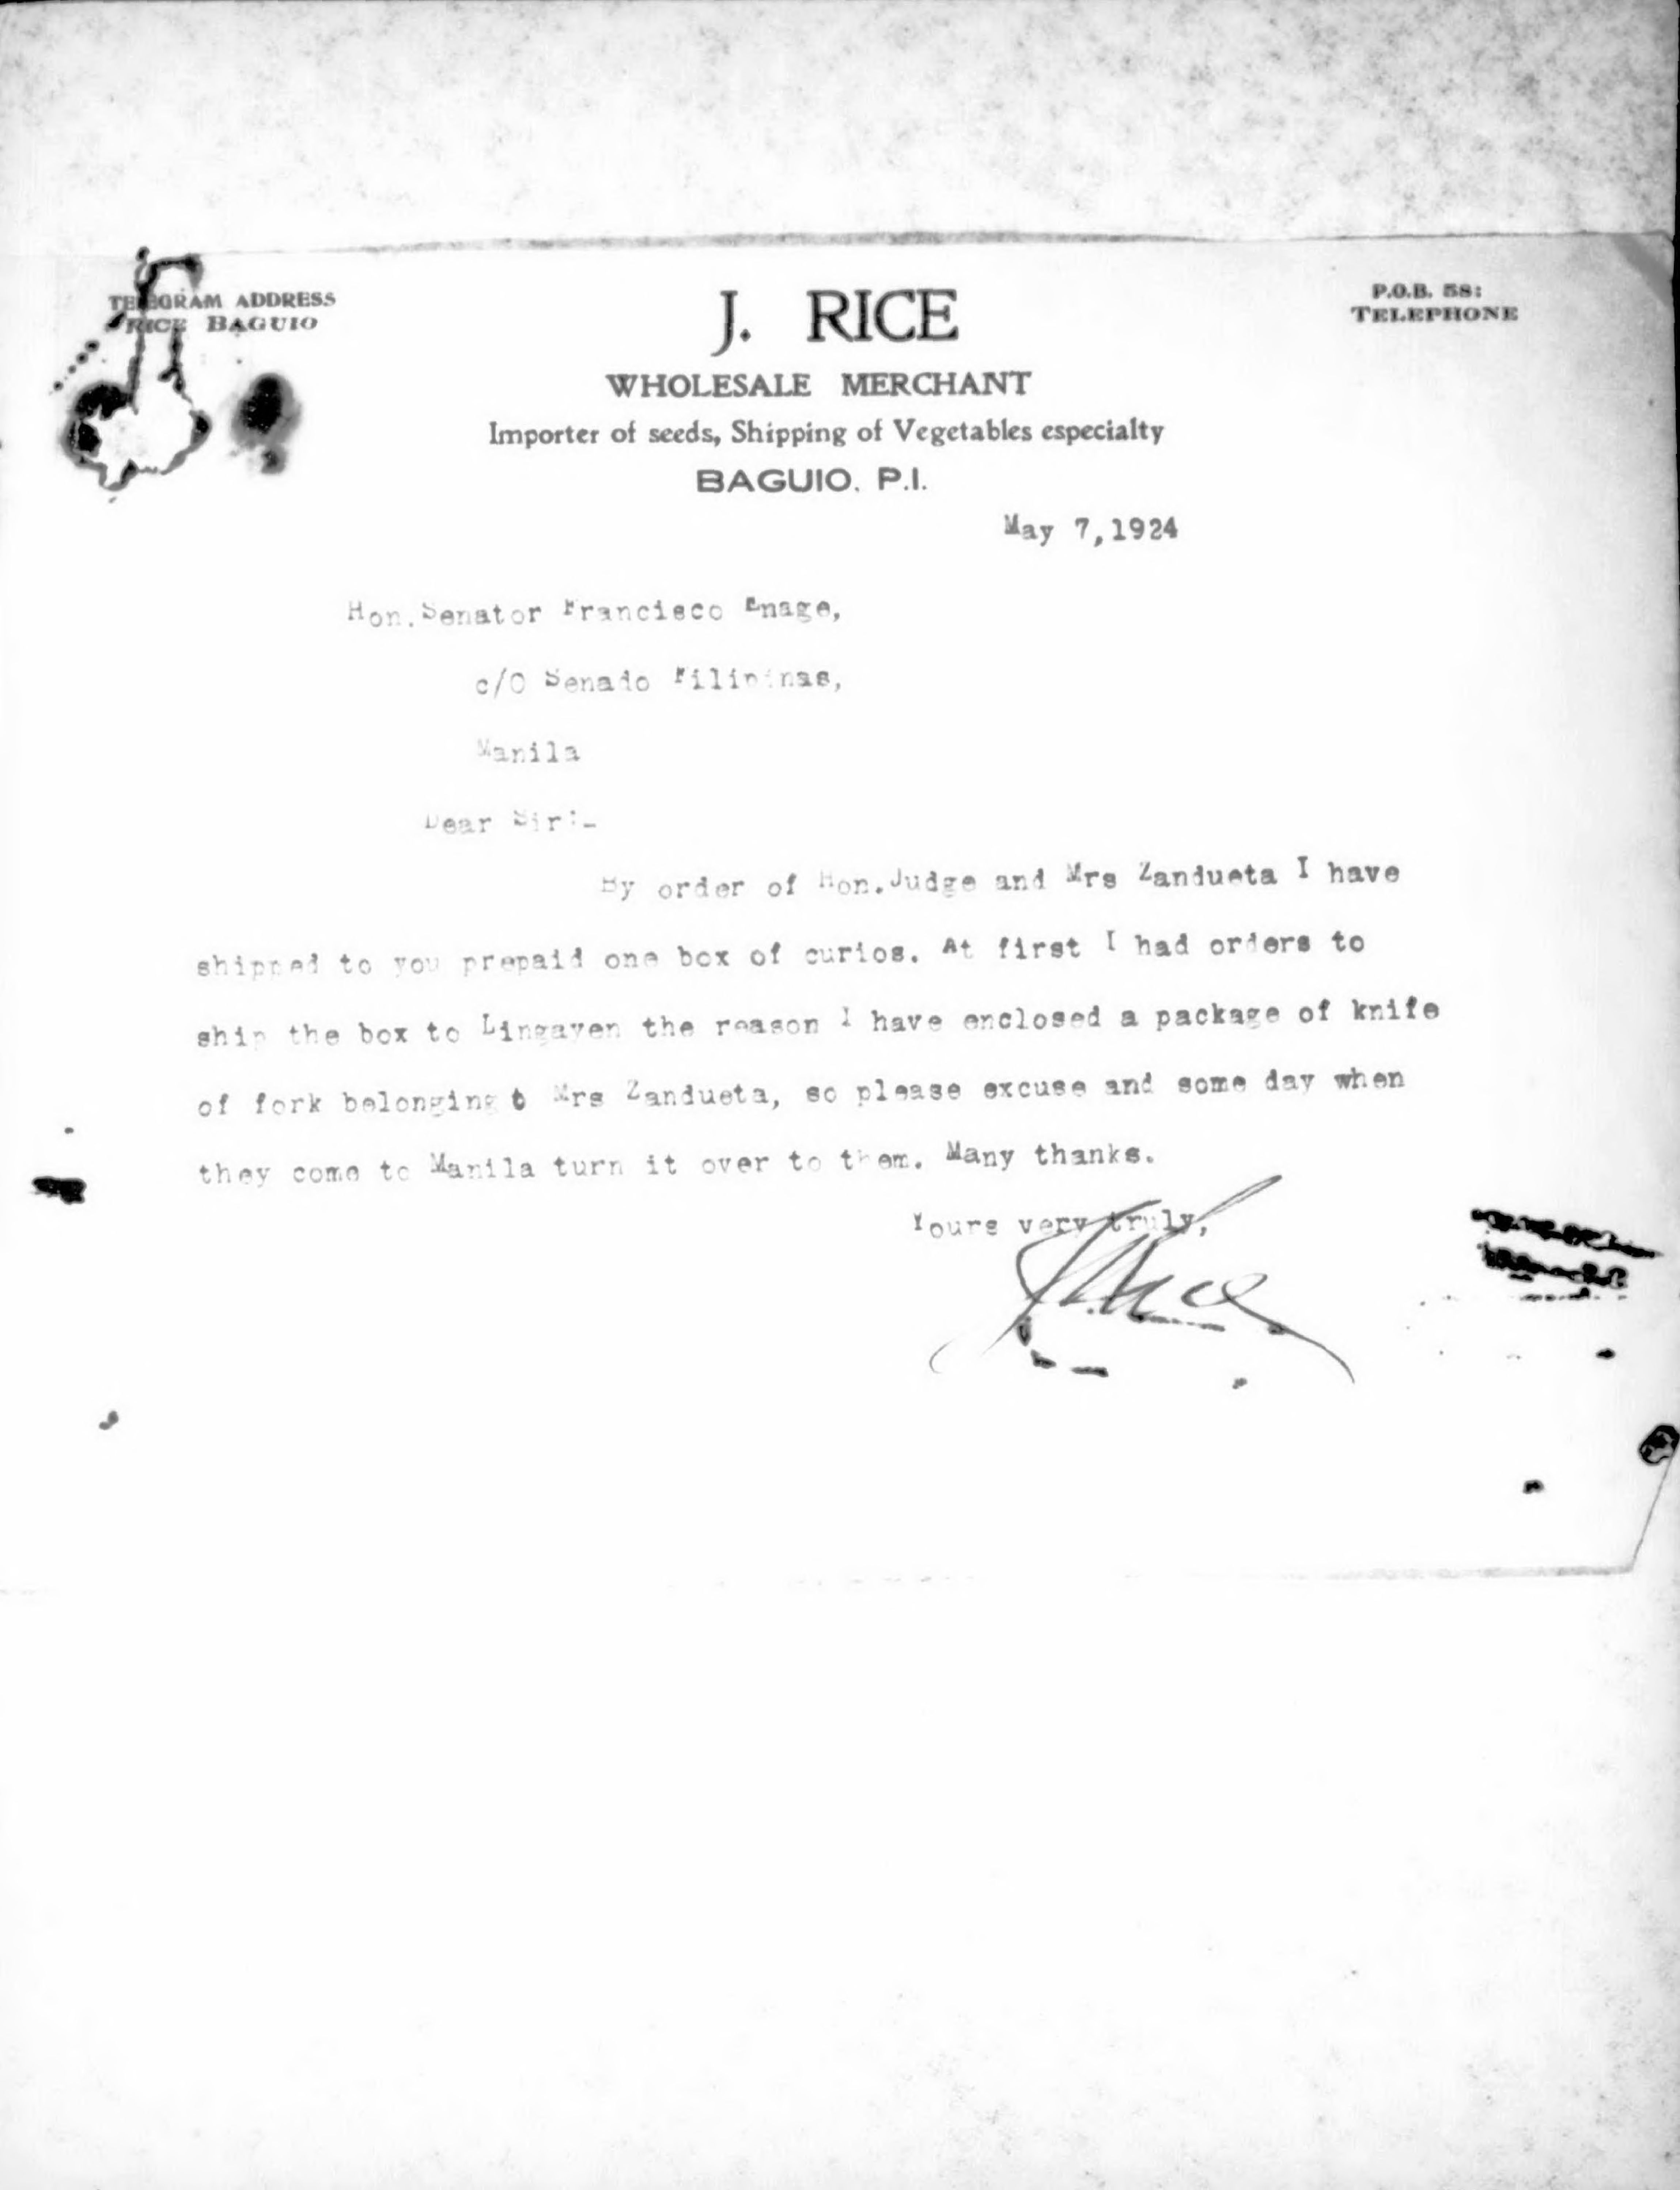 TELEGRAM ADDRESS
RICE BAGUIO
P.O.B. 58:
TELEPHONE
J. RICE
WHOLESALE MERCHANT
Importer of seeds, Shipping of Vegetables especialty
BAGUIO. P.I.
May 7,1924
Hon.Senator Francisco Enage,
c/O Senado Filipinas,
Manila
Dear Sir:-
By order of Hon.Judge and Mrs Zandueta I have
shipped to you prepaid one box of curios. At first I had orders to
ship the box to Lingayen the reason I have enclosed a package of knife
of fork belonging t Mrs Zandueta, so please excuse and some day when
they come to Manila turn it over to them. Many thanks.
Yours very truly,
J Rice